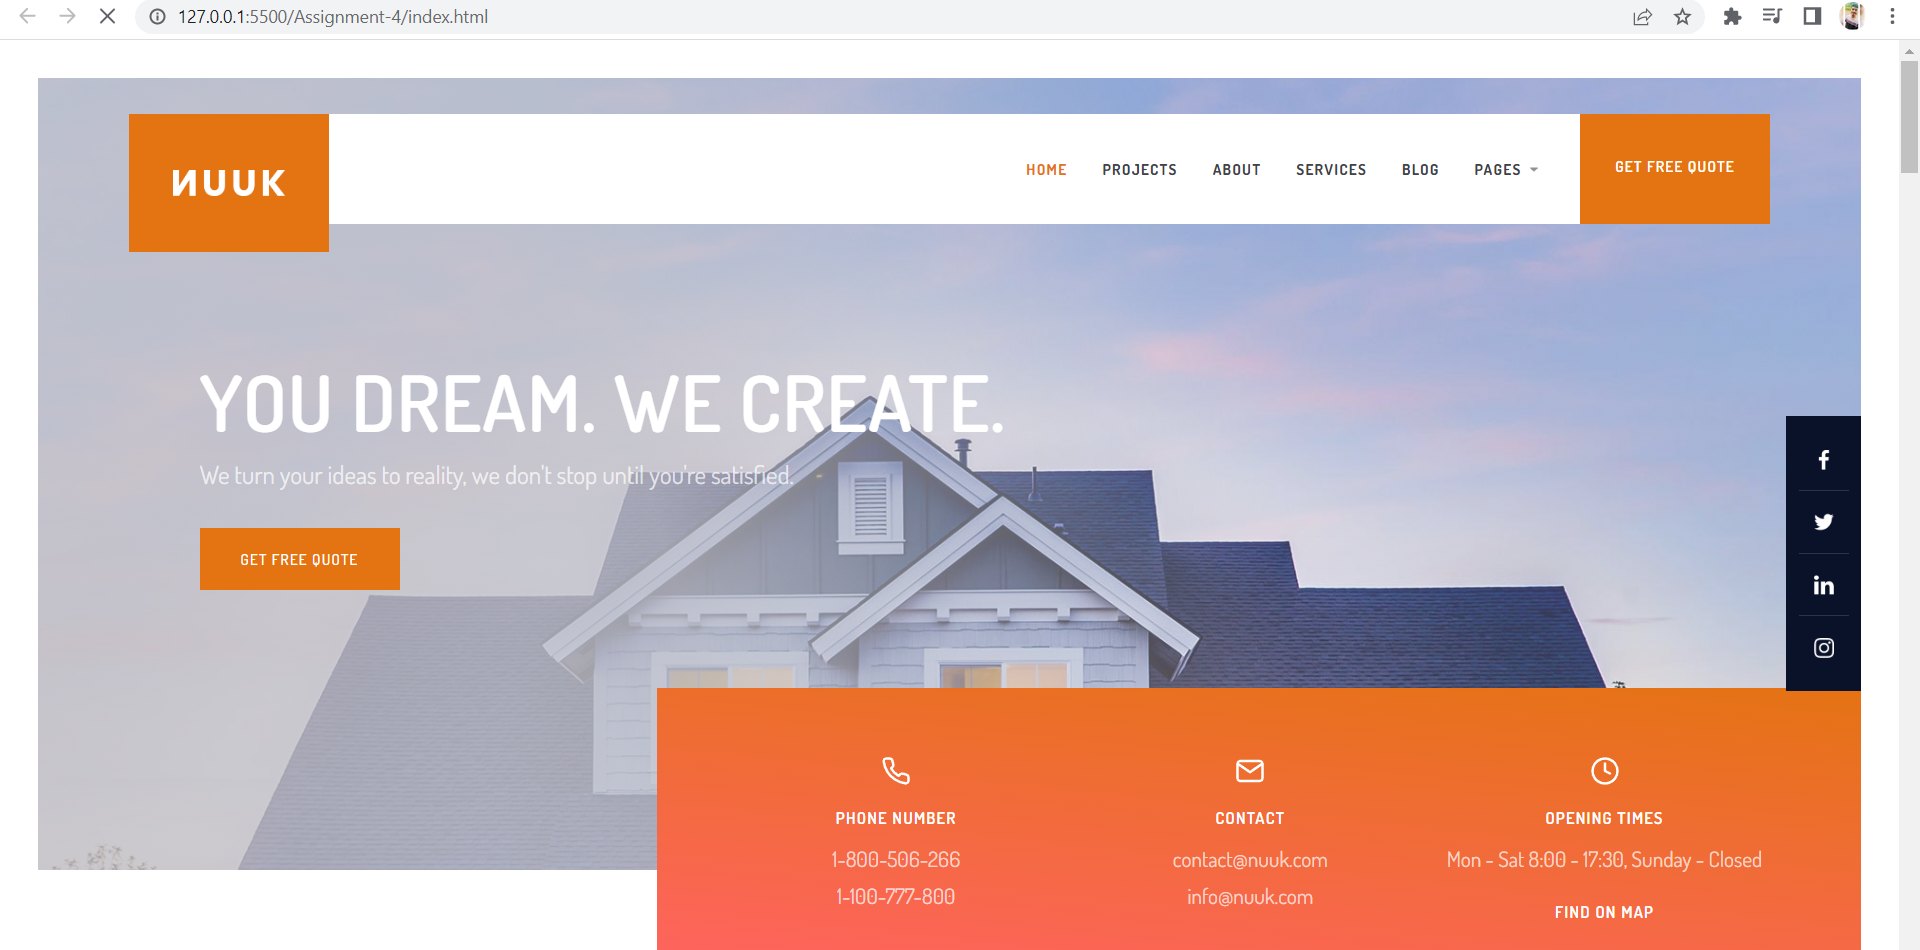 127.0.0.1:5500/Assignment-4/index.html
ИUUK
HOME PROJECTS ABOUT SERVICES BLOG PAGES
GET FREE QUOTE
YOU DREAM. WE CREATE.
We turn your ideas to reality, we don't stop until you're satisfied.
GET FREE QUOTE
PHONE NUMBER
1-800-506-266
1-100-777-800
CONTACT
contact@nuuk.com
info@nuuk.com
OPENING TIMES
Mon - Sat 8:00 - 17:30, Sunday - Closed
FIND ON MAP